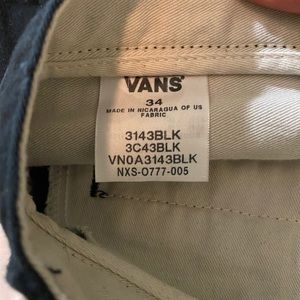 VANS
34
MADE IN NICARAGUA OF US
FABRIC
3143BLK
3C43BLK
VN0A3143BLK
NXS-O777-005